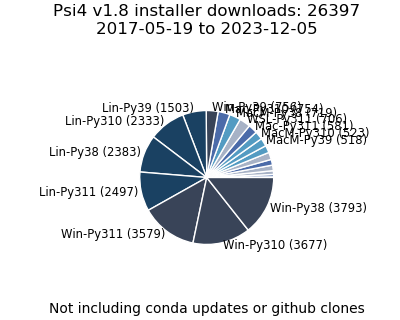 Psi4 v1.8 installer downloads: 26397
2017-05-19 to 2023-12-05
Lin-Py39 (1503)
Win-Py39 (756)
Lin-Py310 (2333)
Mac-Py311 (581)
MacM-Py310 (523)
MacM-Py39 (518)
Lin-Py38 (2383)
Lin-Py311 (2497)
Win-Py38 (3793)
Win-Py311 (3579)
Win-Py310 (3677)
Not including conda updates or github clones